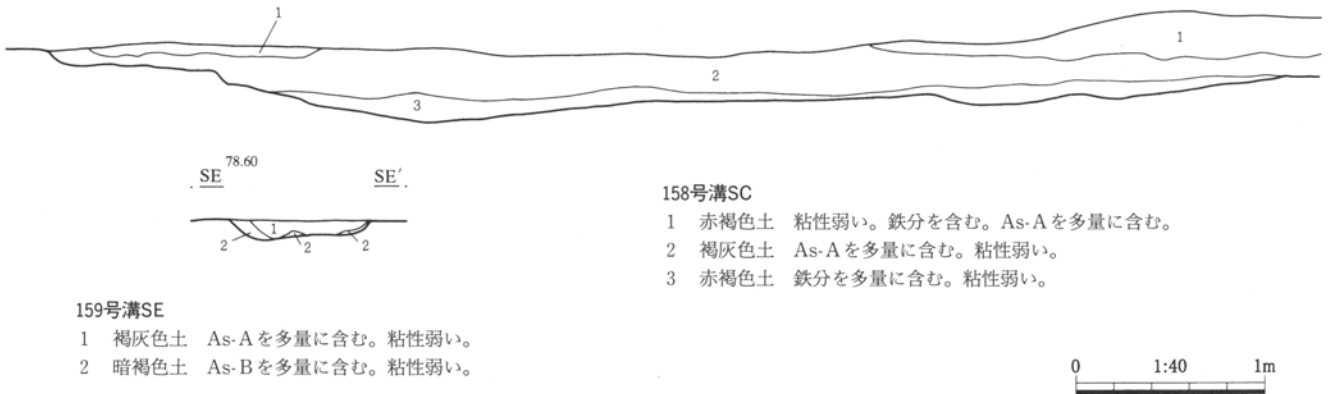 1
1
2
3
SE 78.60 SE′
1
2 2 2
158号溝SC
1 赤褐色土 粘性弱い。鉄分を含む。As-Aを多量に含む。
2 褐灰色土 As-Aを多量に含む。粘性弱い。
3 赤褐色土 鉄分を多量に含む。粘性弱い。
159号溝SE
1 褐灰色土 As-Aを多量に含む。粘性弱い。
2 暗褐色土 As-Bを多量に含む。粘性弱い。
0 1:40 1m